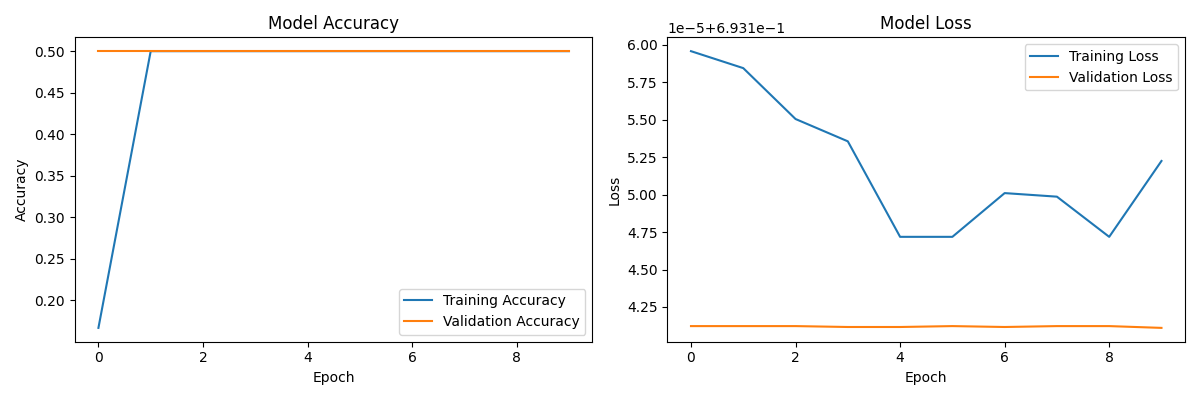 Model Accuracy
0.50
0.45
0.40
0.35
0.30
0.25
0.20
Accuracy
0 2 4 6 8
Epoch
Training Accuracy
Validation Accuracy
Model Loss
1e−5+6.931e−1
6.00
5.75
5.50
5.25
5.00
4.75
4.50
4.25
Loss
0 2 4 6 8
Epoch
Training Loss
Validation Loss